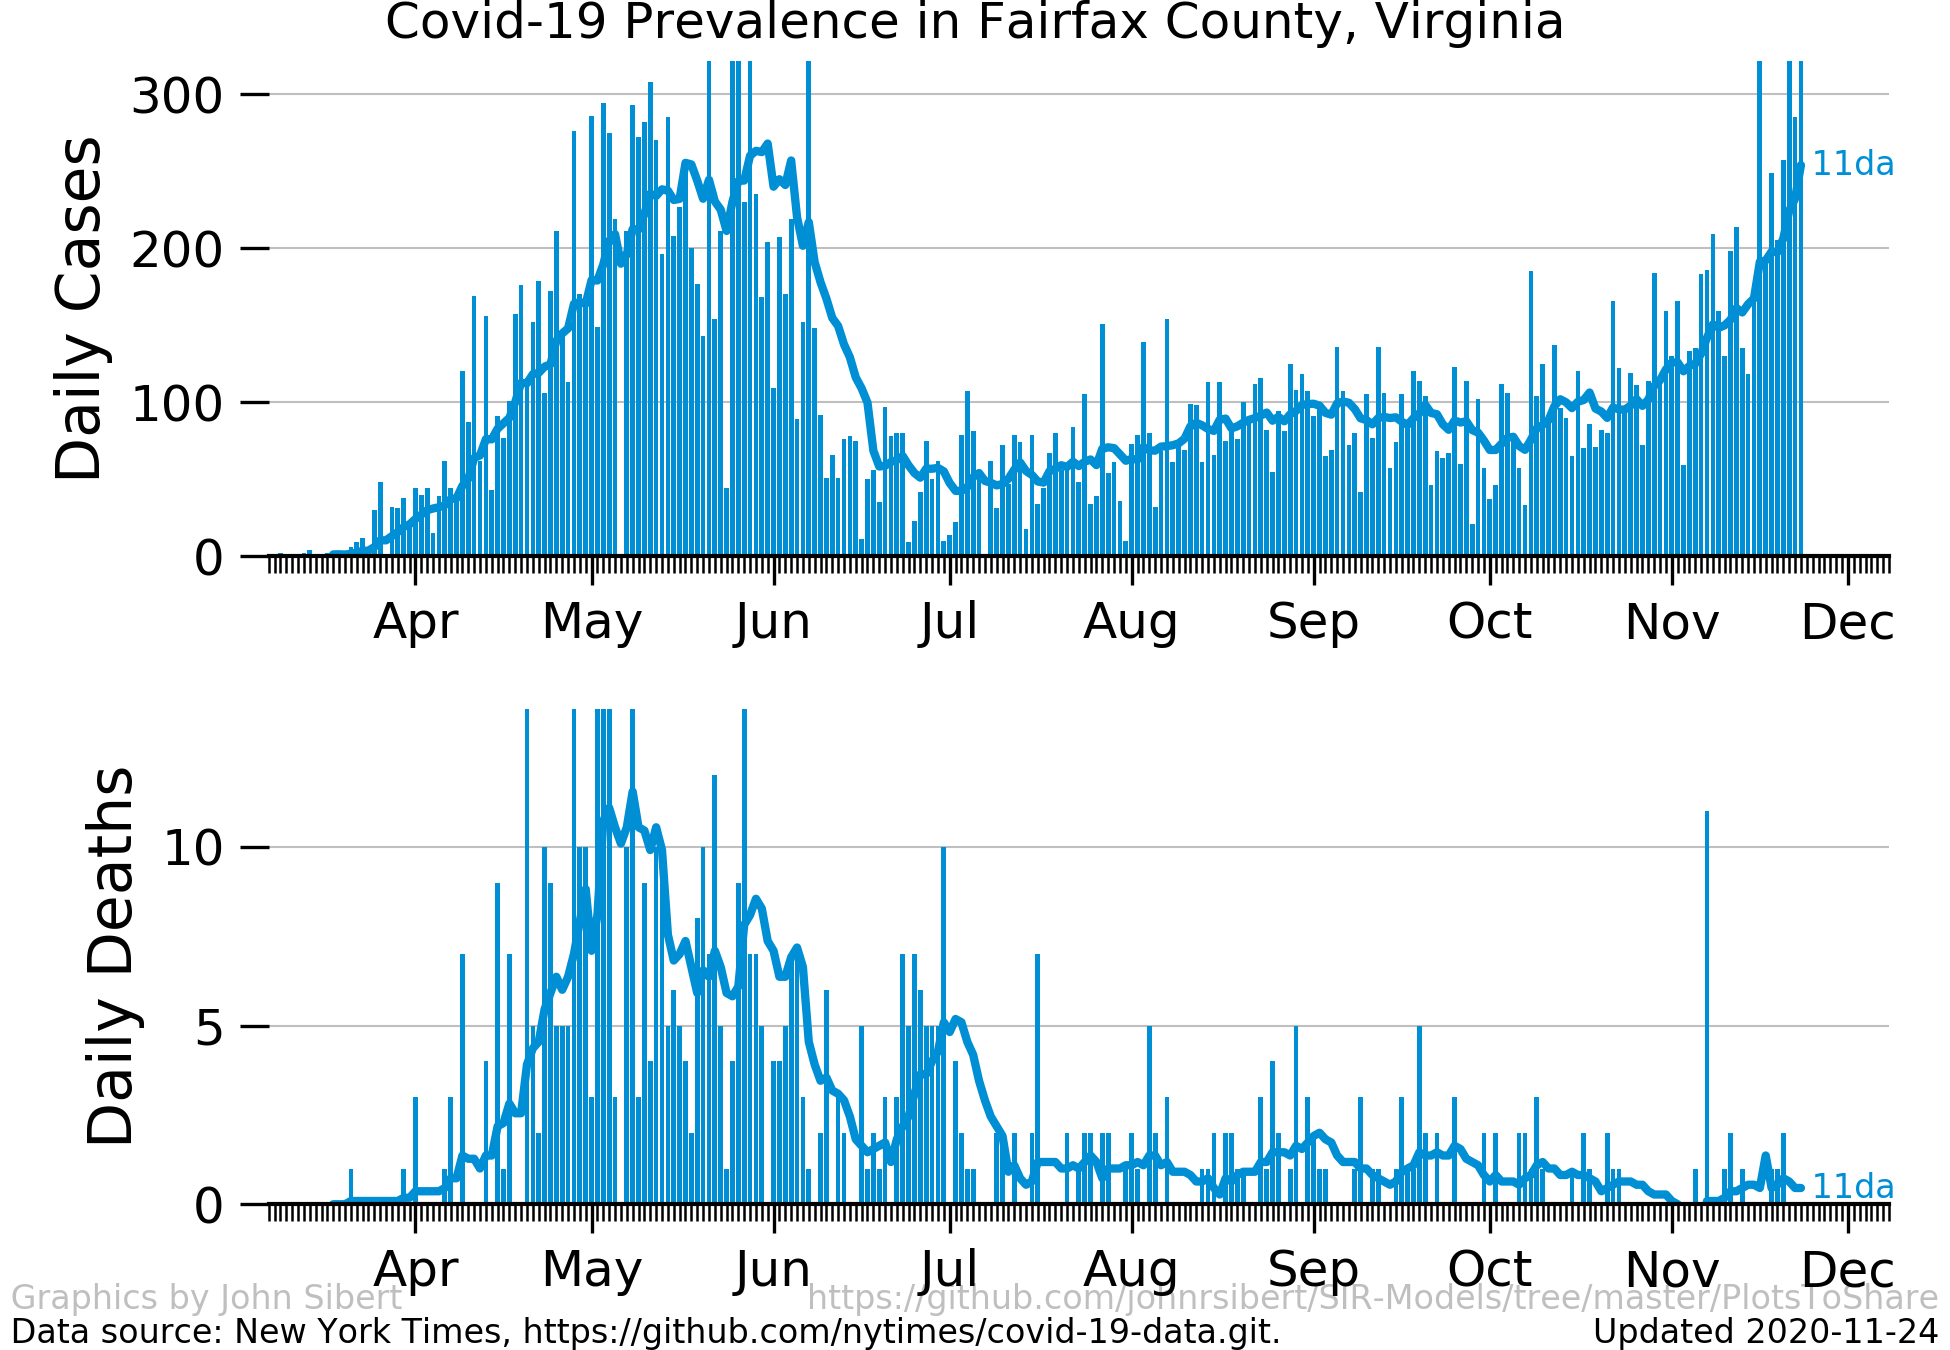 Covid-19 Prevalence in Fairfax County, Virginia
Daily Cases
300
200
100
0
11da
Apr May Jun Jul Aug Sep Oct Nov Dec
Daily Deaths
10
5
0
11da
Apr May Jun Jul Aug Sep Oct Nov Dec
Graphics by John Sibert https://github.com/johnrsibert/SIR-Models/tree/master/PlotsToShare
Data source: New York Times, https://github.com/nytimes/covid-19-data.git. Updated 2020-11-24